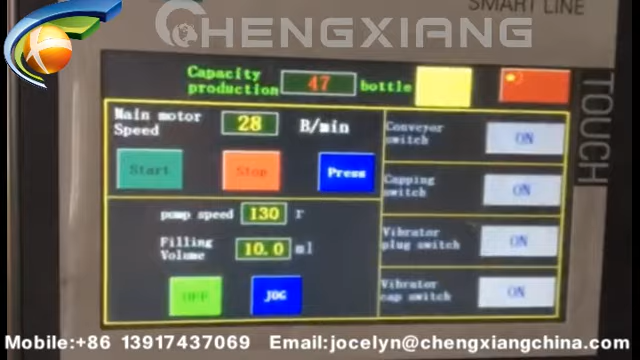 SMART LINE
CHENGXIANG
TOUCH
Capacity production 47 bottle
Main motor Speed 28 B/min
Start Stop Press
pump speed 130 r
Filling Volume 10.0 ml
OFF JOG
Conveyor switch ON
Capping switch ON
Vibrator plug switch ON
Vibrator cap switch ON
Mobile:+86 13917437069 Email:jocelyn@chengxiangchina.com